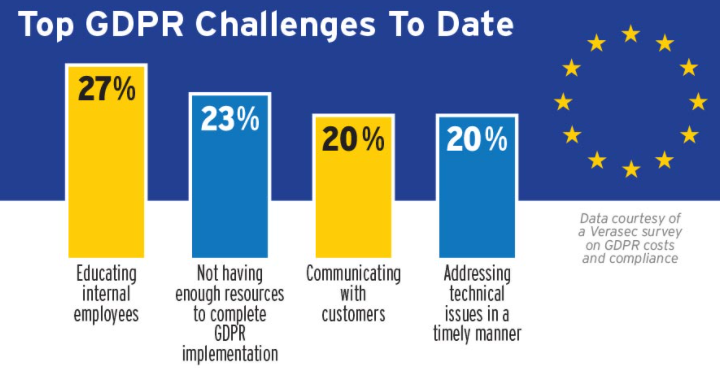 Top GDPR Challenges To Date
27%
23%
20%
20%
Educating
internal
employees
Not having
enough resources
to complete
GDPR
implementation
Communicating
with
customers
Addressing
technical
issues in a
timely manner
Data courtesy of
a Verasec survey
on GDPR costs
and compliance